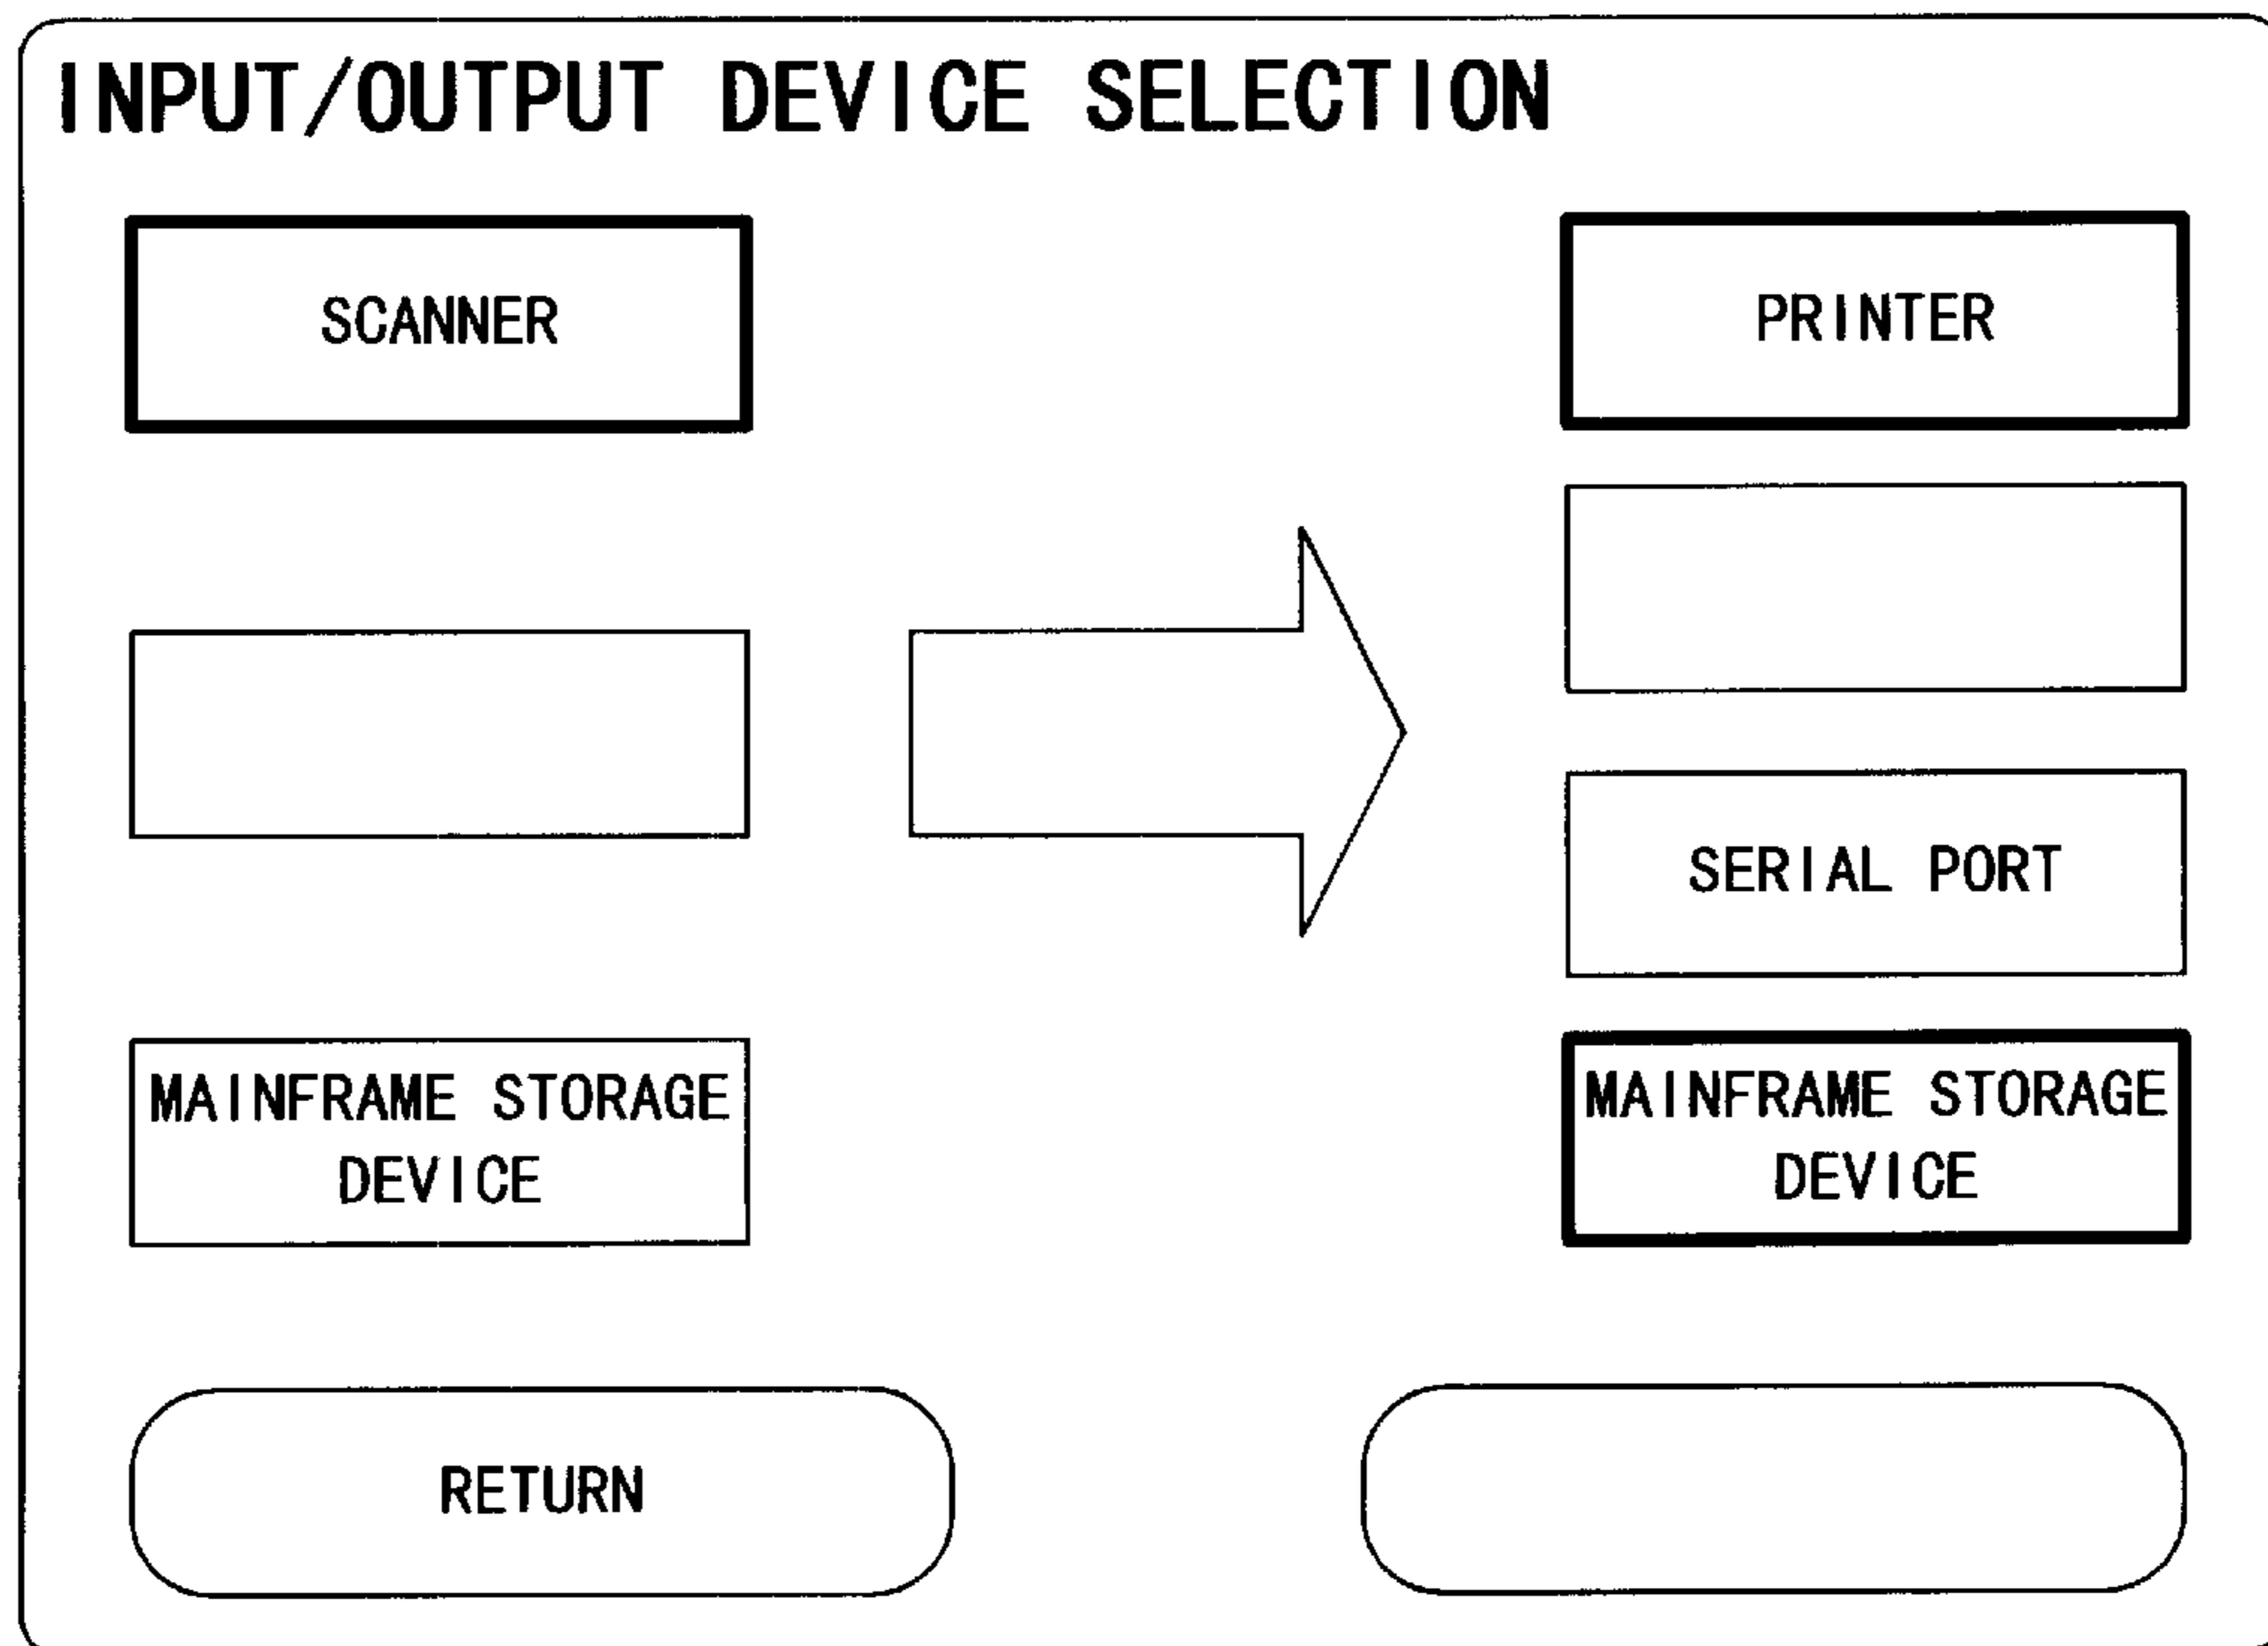 INPUT/OUTPUT DEVICE SELECTION
SCANNER
PRINTER
SERIAL PORT
MAINFRAME STORAGE
DEVICE
MAINFRAME STORAGE
DEVICE
RETURN